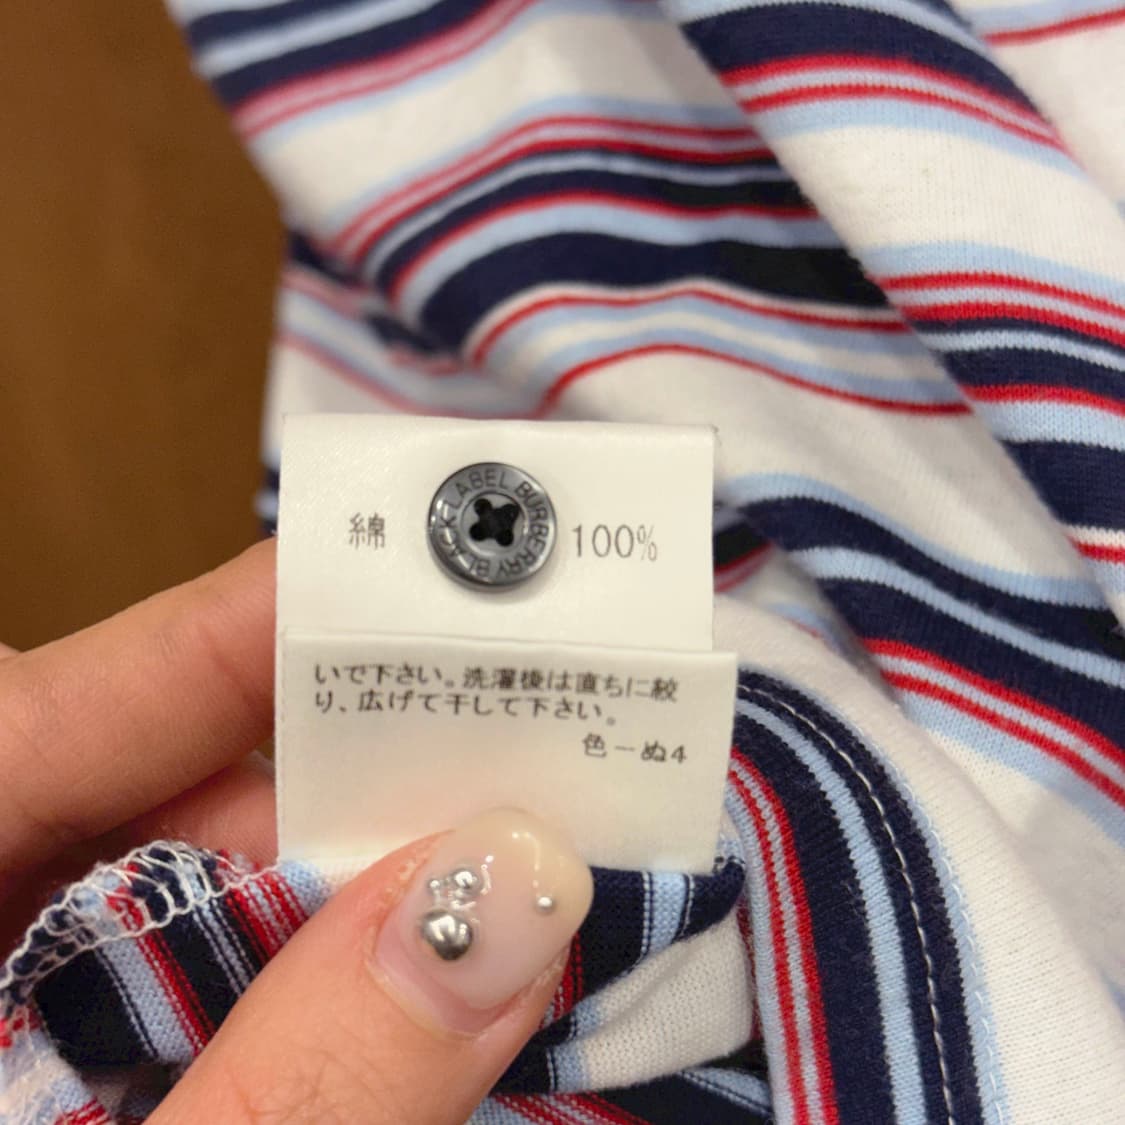 BLACK LABEL BURBERRY
綿 100%
いで下さい。洗濯後は直ちに絞
り、広げて干して下さい。
色ーぬ4